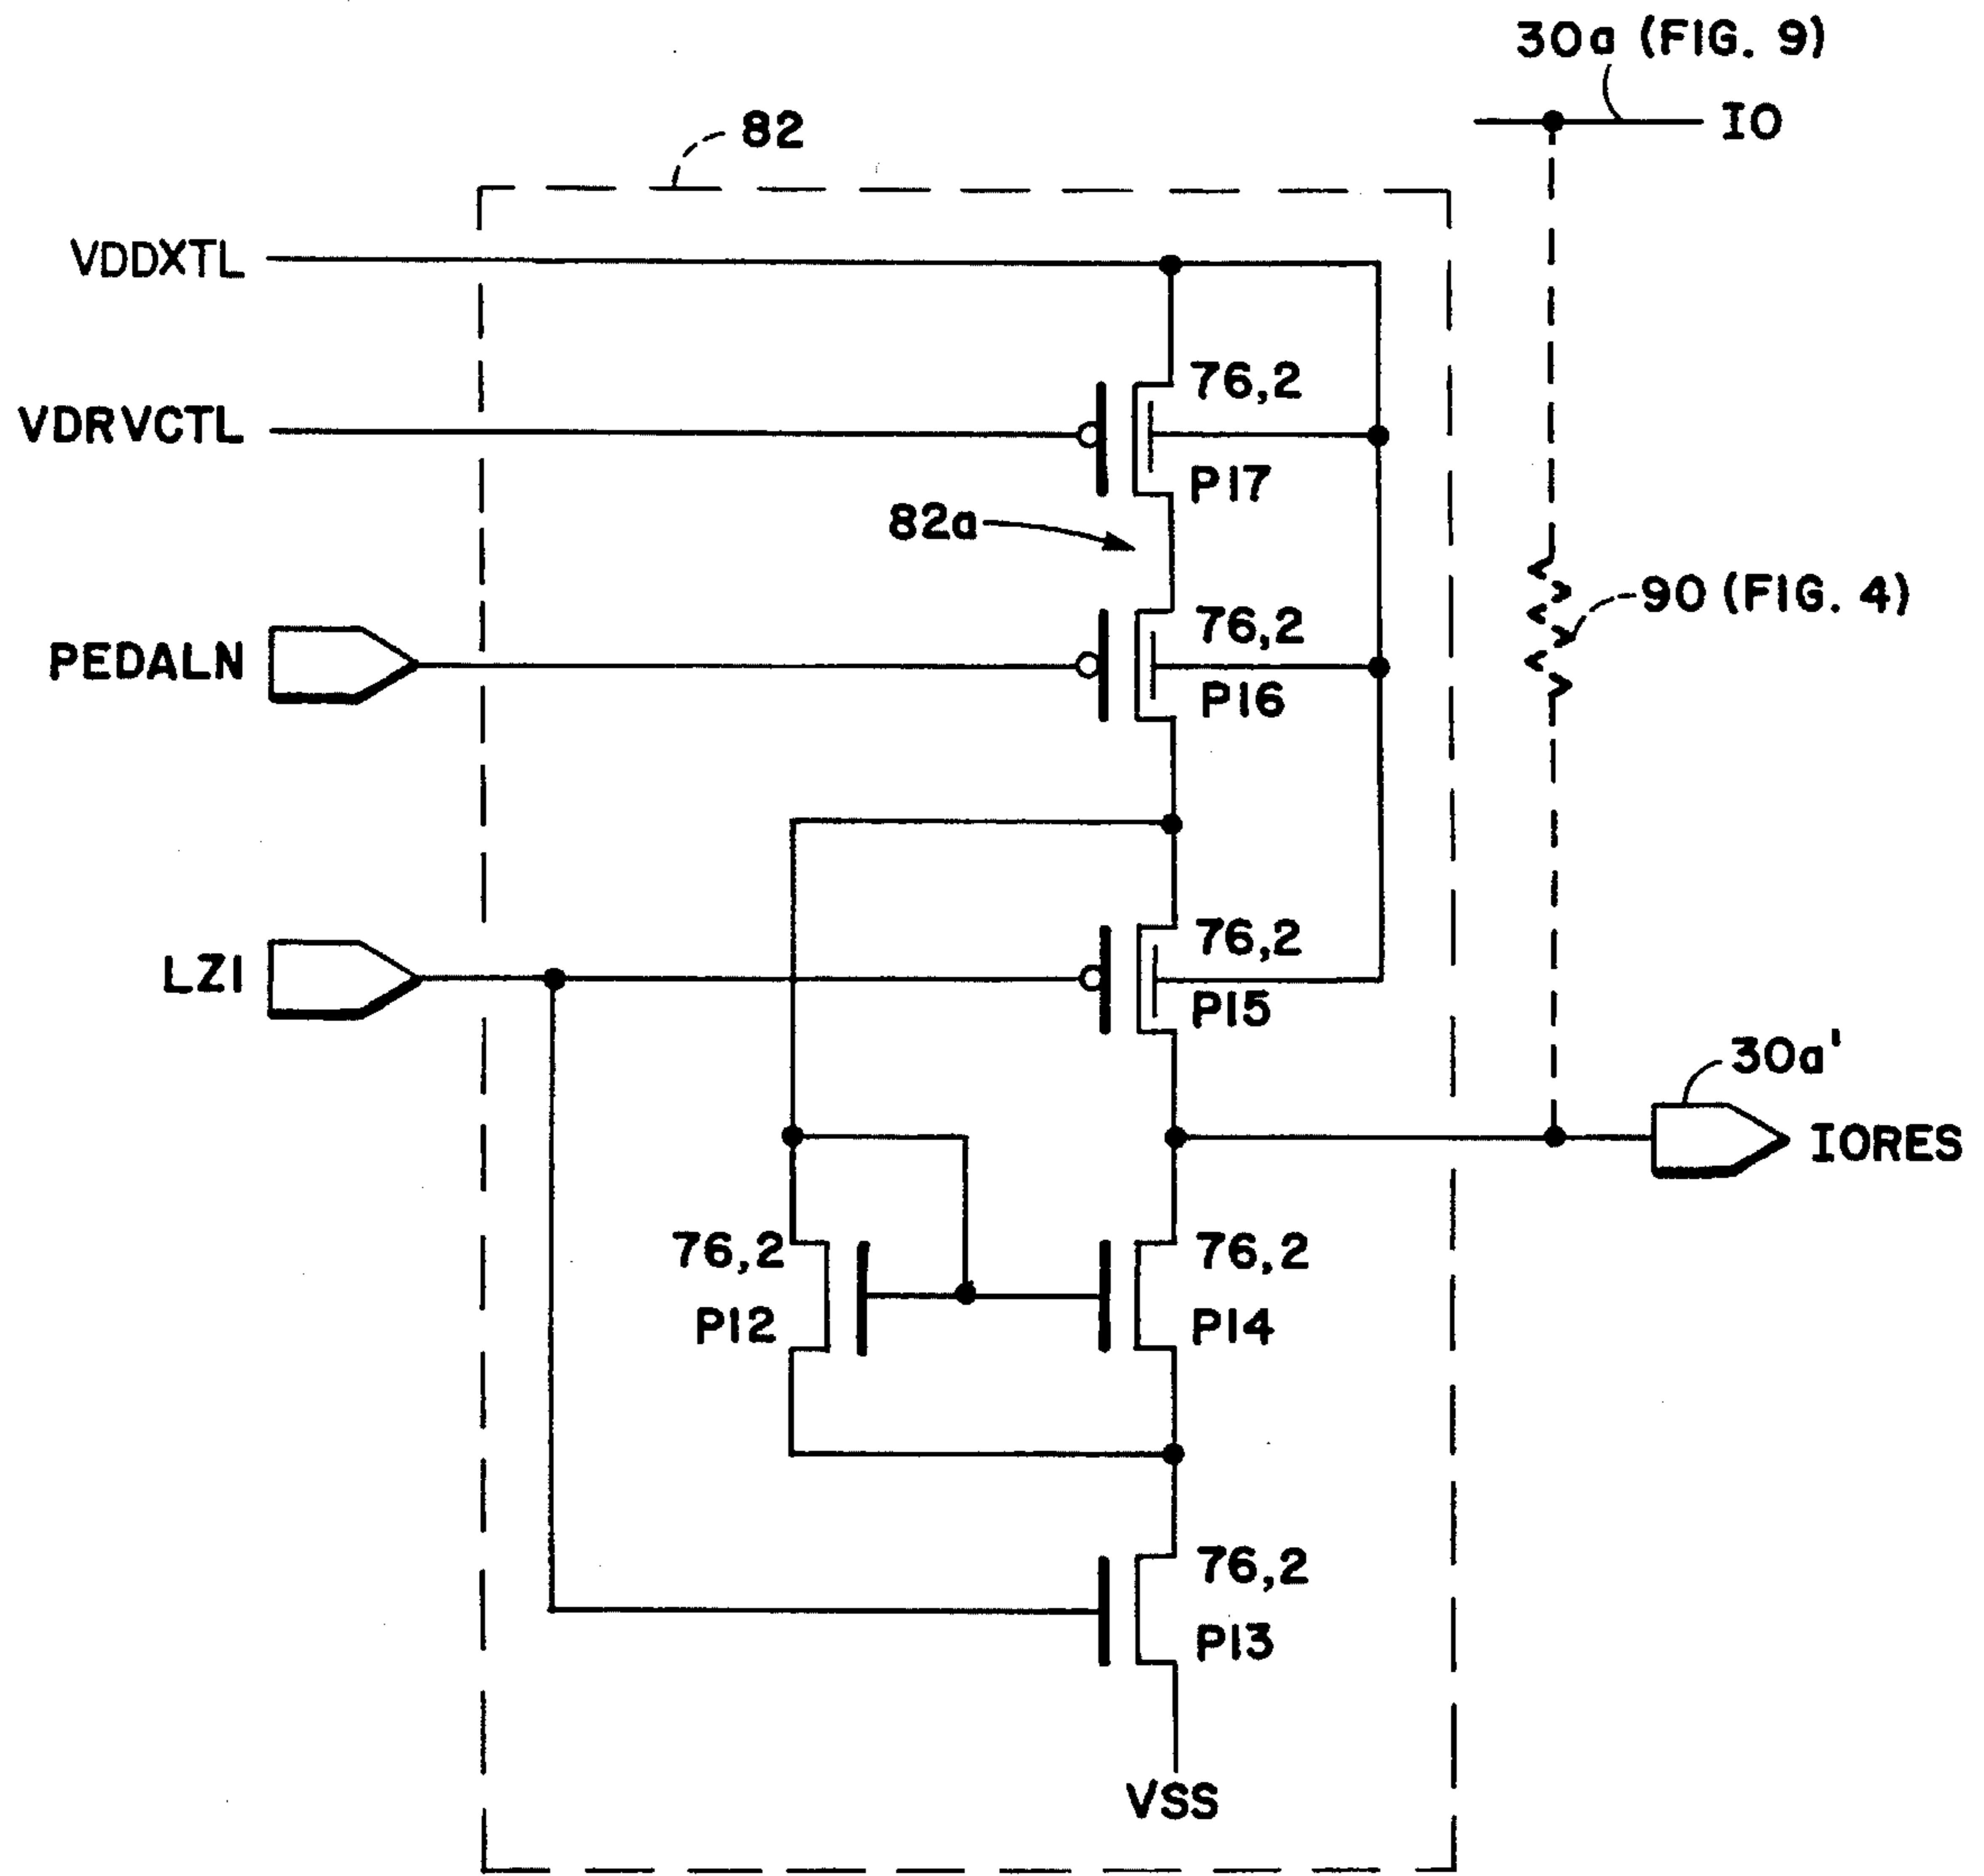 30a (FIG. 9)
IO
82
VDDXTL
76,2
VDRVCTL
P17
82a
76,2
90 (FIG. 4)
PEDALN
P16
76,2
LZI
P15
30a'
IORES
76,2
76,2
P12
P14
76,2
P13
VSS